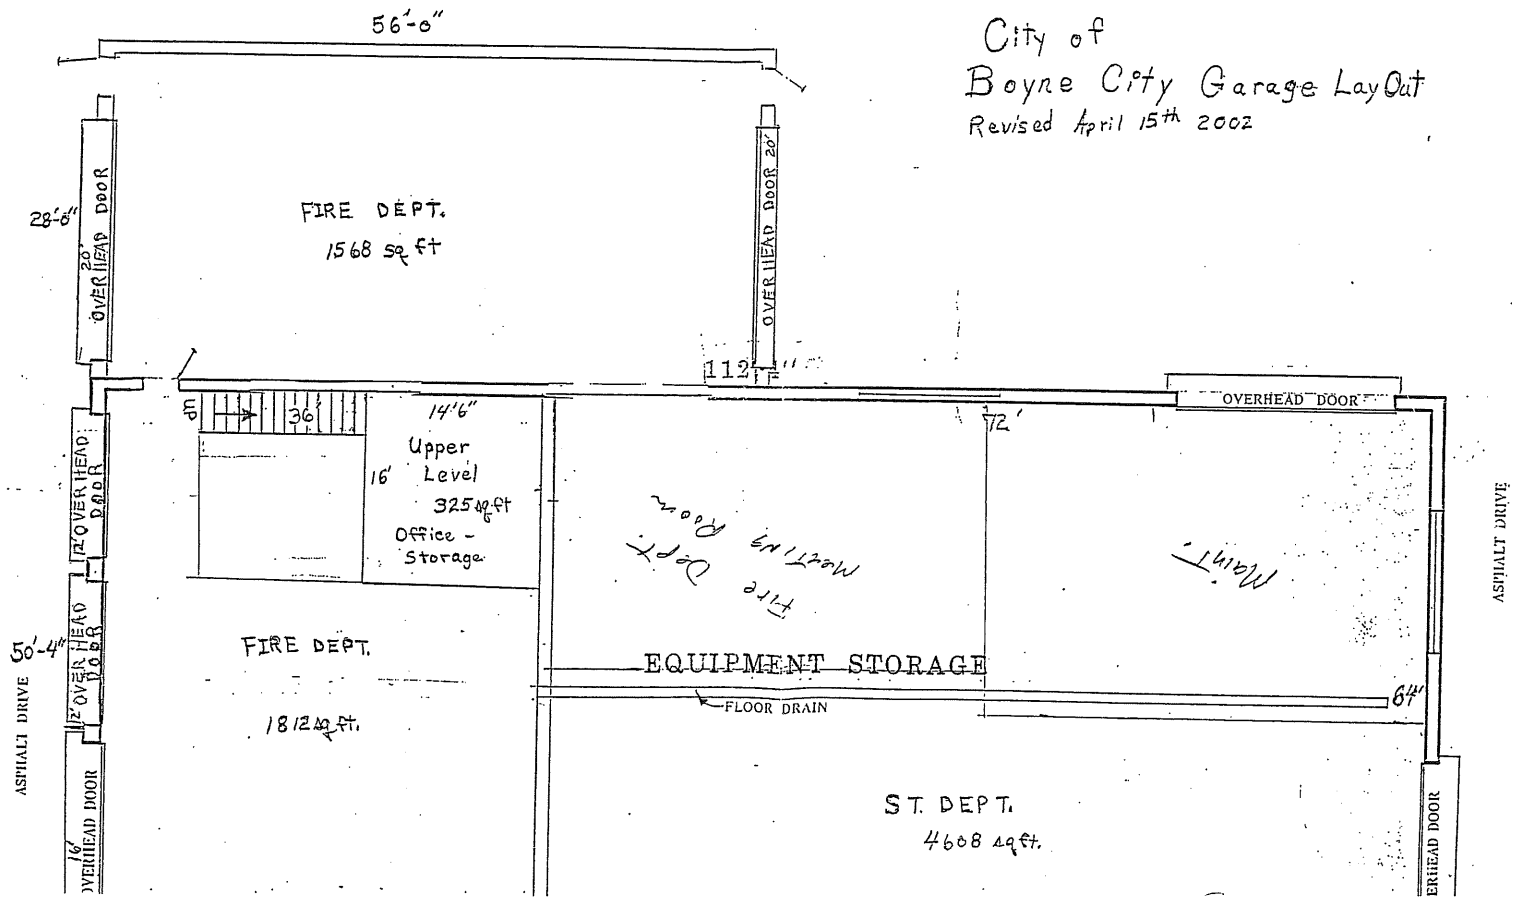 56'-0"
City of
Boyne City Garage LayOut
Revised April 15th 2002
28'-0"
20'
OVERHEAD DOOR
FIRE DEPT.
1568 sq ft
OVERHEAD DOOR 20'
112
OVERHEAD DOOR
up
36'
14'6"
72'
Upper
16' Level
325 sq ft
Office -
Storage
12' OVERHEAD
DOOR
Fire Dept.
Meeting Room
Maint.
ASPHALT DRIVE
50'-4"
12' OVERHEAD
DOOR
FIRE DEPT.
1812 sq ft.
EQUIPMENT STORAGE
FLOOR DRAIN
64'
ASPHALT DRIVE
16'
OVERHEAD DOOR
ST. DEPT.
4608 sq ft.
ERHEAD DOOR